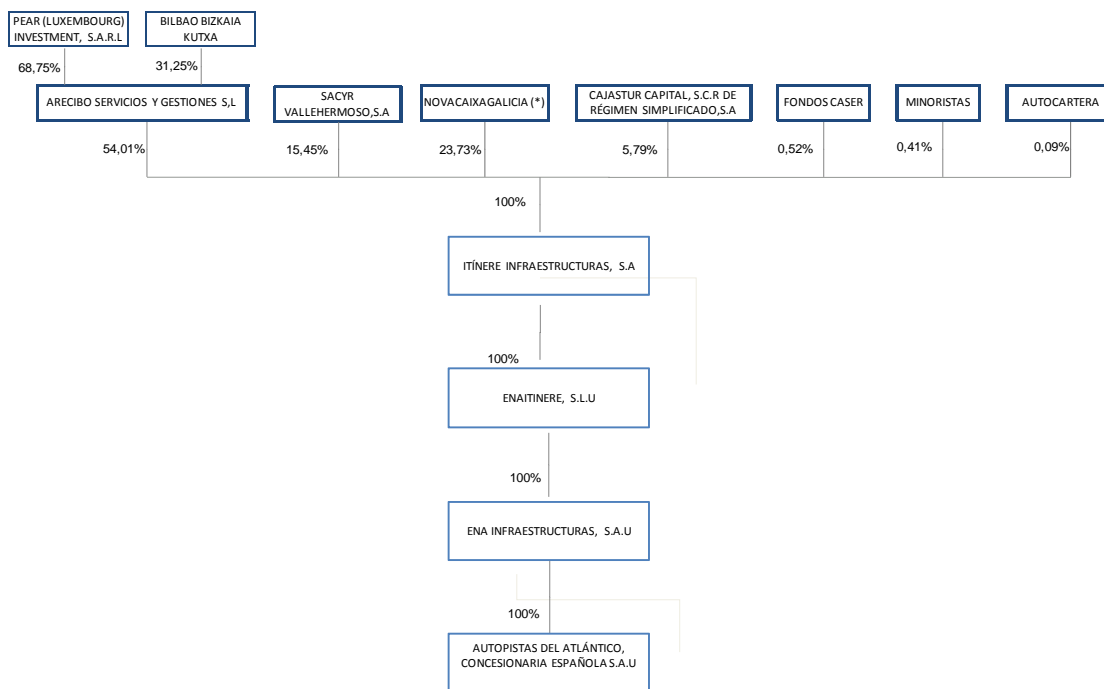 PEAR (LUXEMBOURG)
INVESTMENT, S.A.R.L
BILBAO BIZKAIA
KUTXA
68,75%
31,25%
ARECIBO SERVICIOS Y GESTIONES S,L
SACYR
VALLEHERMOSO,S.A
NOVACAIXAGALICIA (*)
CAJASTUR CAPITAL, S.C.R DE
RÉGIMEN SIMPLIFICADO,S.A
FONDOS CASER
MINORISTAS
AUTOCARTERA
54,01%
15,45%
23,73%
5,79%
0,52%
0,41%
0,09%
100%
ITÍNERE INFRAESTRUCTURAS, S.A
100%
ENAITINERE, S.L.U
100%
ENA INFRAESTRUCTURAS, S.A.U
100%
AUTOPISTAS DEL ATLÁNTICO,
CONCESIONARIA ESPAÑOLA S.A.U